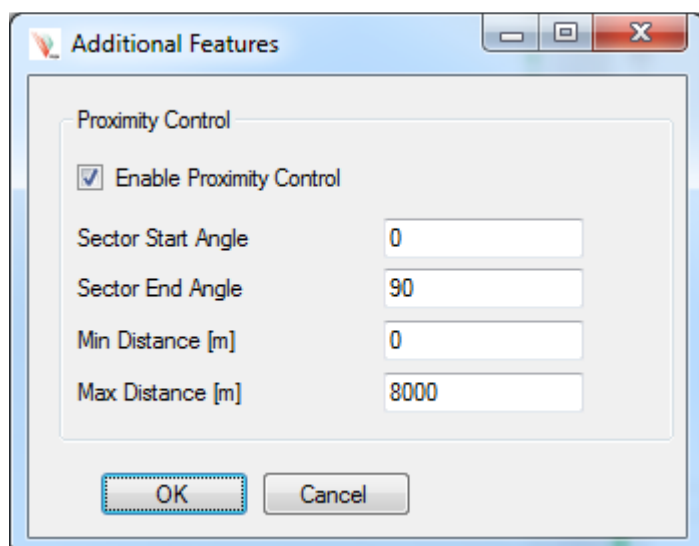 Additional Features
Proximity Control
Enable Proximity Control
Sector Start Angle 0
Sector End Angle 90
Min Distance [m] 0
Max Distance [m] 8000
OK Cancel